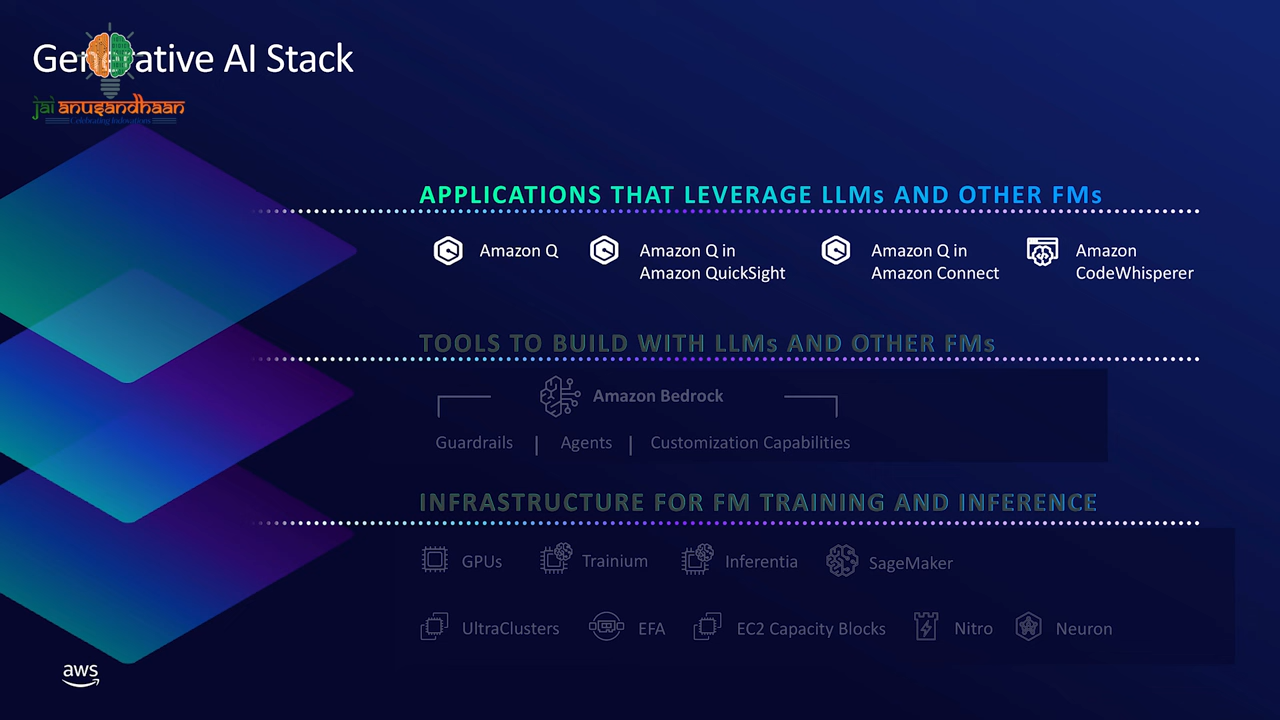 Generative AI Stack
jai anusandhaan
Celebrating Indovations
APPLICATIONS THAT LEVERAGE LLMs AND OTHER FMs
Amazon Q
Amazon Q in
Amazon QuickSight
Amazon Q in
Amazon Connect
Amazon
CodeWhisperer
TOOLS TO BUILD WITH LLMs AND OTHER FMs
Amazon Bedrock
Guardrails | Agents | Customization Capabilities
INFRASTRUCTURE FOR FM TRAINING AND INFERENCE
GPUs Trainium Inferentia SageMaker
UltraClusters EFA EC2 Capacity Blocks Nitro Neuron
aws